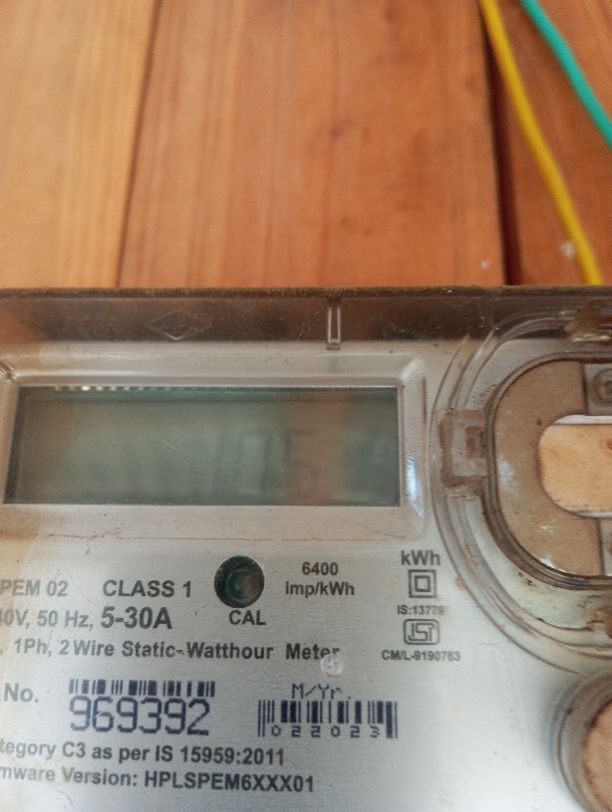 kWh
6400
imp/kWh
PEM 02 CLASS 1
CAL
IS:13779
40V, 50 Hz, 5-30A
, 1Ph, 2 Wire Static-Watthour Meter
CM/L-9190783
No.
969392
M/Yr.
022023
tegory C3 as per IS 15959:2011
mware Version: HPLSPEM6XXX01